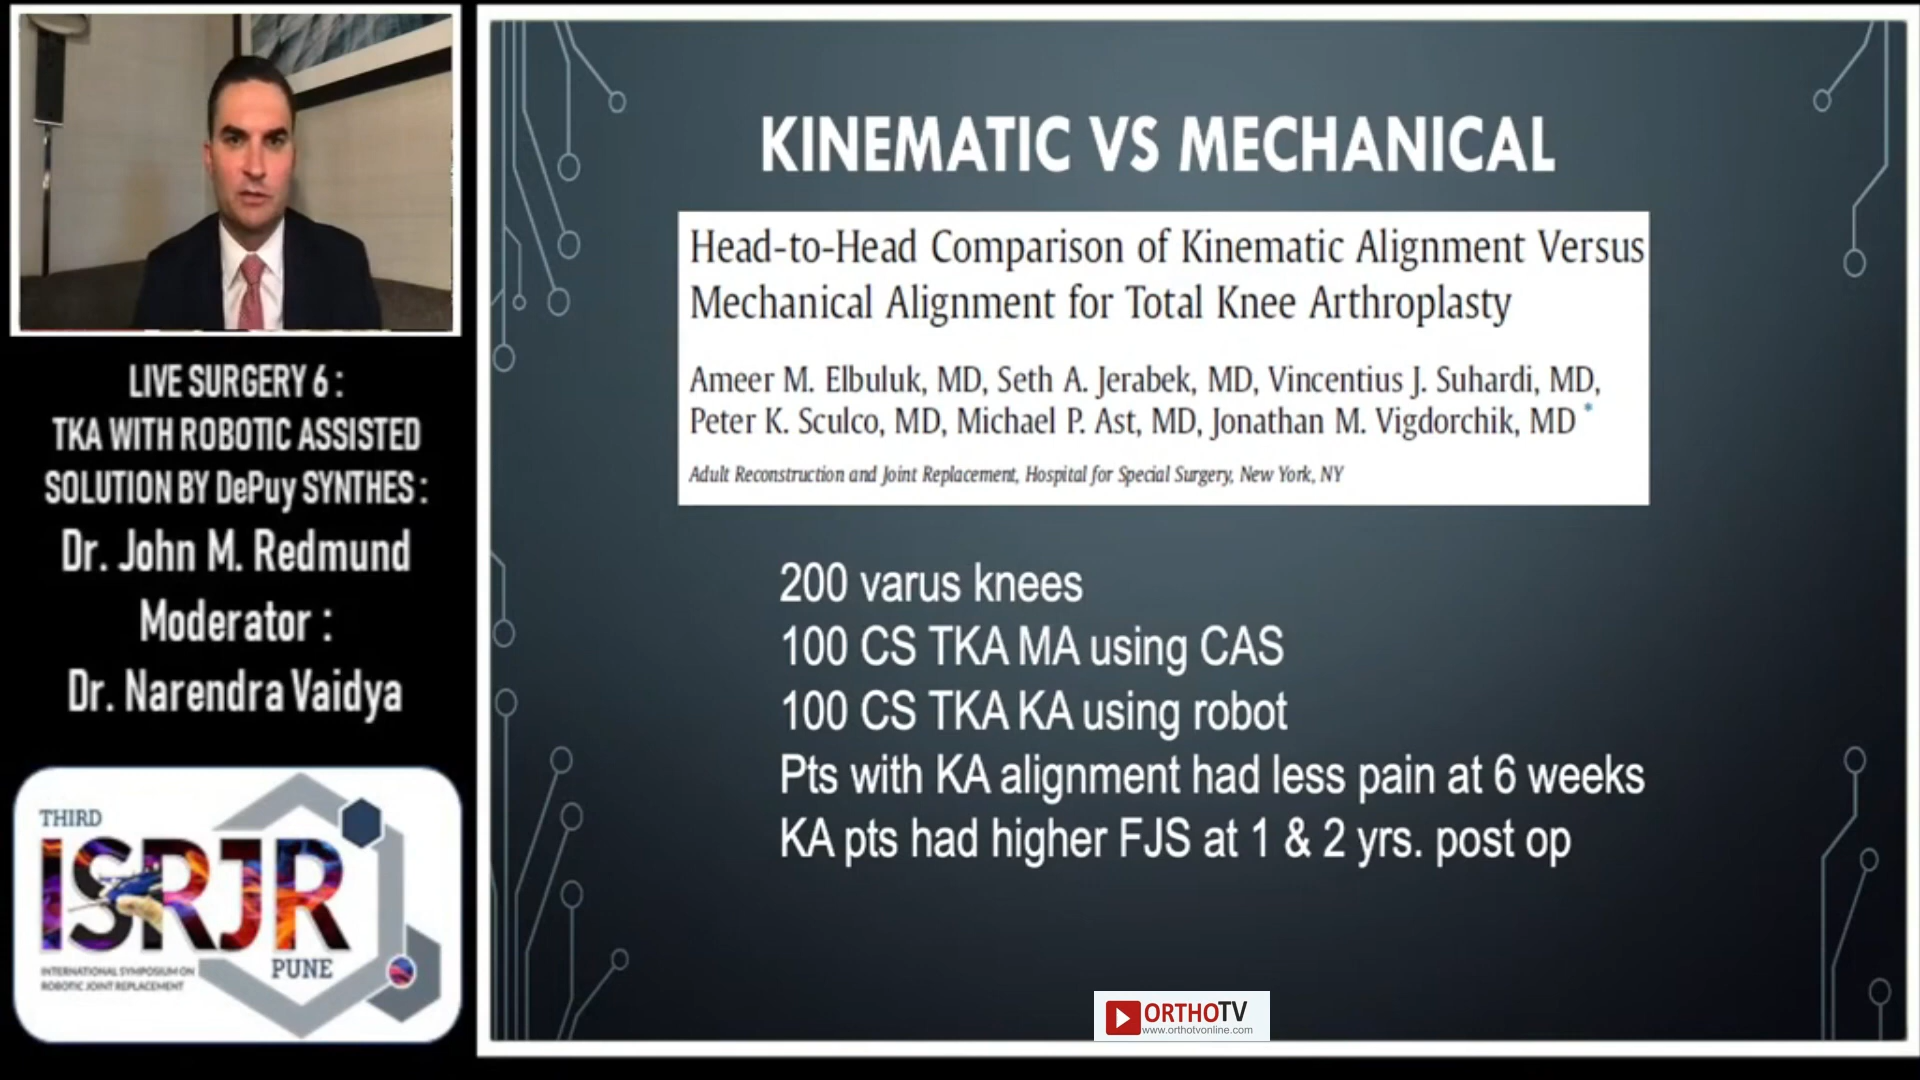 LIVE SURGERY 6 :
TKA WITH ROBOTIC ASSISTED
SOLUTION BY DePuy SYNTHES :
Dr. John M. Redmund
Moderator :
Dr. Narendra Vaidya
THIRD
ISRJR
PUNE
INTERNATIONAL SYMPOSIUM ON
ROBOTIC JOINT REPLACEMENT
KINEMATIC VS MECHANICAL
Head-to-Head Comparison of Kinematic Alignment Versus
Mechanical Alignment for Total Knee Arthroplasty
Ameer M. Elbuluk, MD, Seth A. Jerabek, MD, Vincentius J. Suhardi, MD,
Peter K. Sculco, MD, Michael P. Ast, MD, Jonathan M. Vigdorchik, MD *
Adult Reconstruction and Joint Replacement, Hospital for Special Surgery, New York, NY
200 varus knees
100 CS TKA MA using CAS
100 CS TKA KA using robot
Pts with KA alignment had less pain at 6 weeks
KA pts had higher FJS at 1 & 2 yrs. post op
ORTHOTV
www.orthotvonline.com